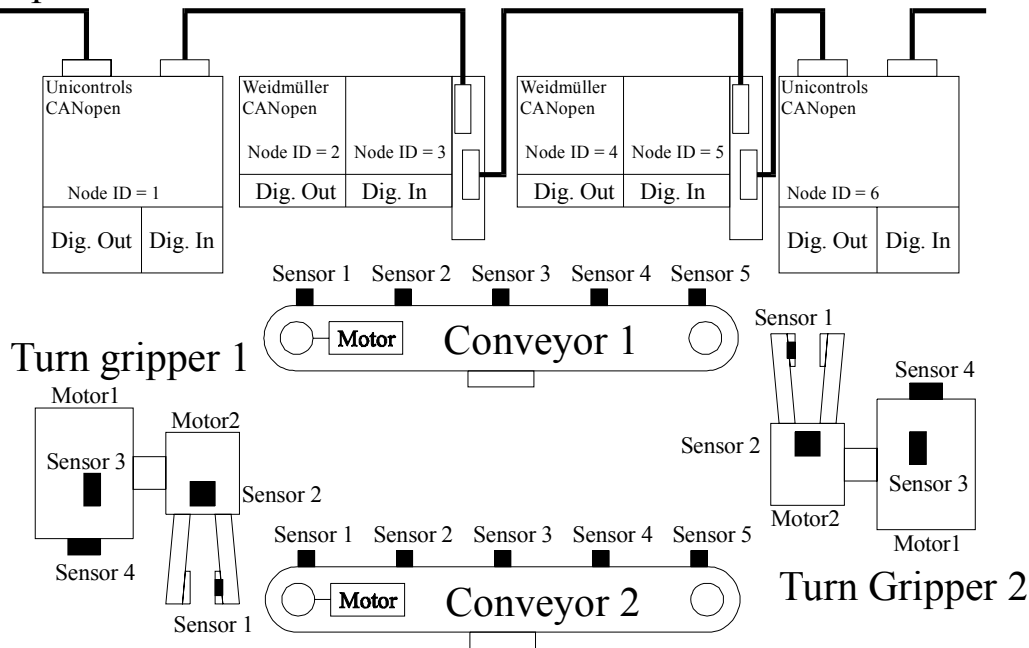 Unicontrols
CANopen
Node ID = 1
Dig. Out
Dig. In
Weidmüller
CANopen
Node ID = 2
Node ID = 3
Dig. Out
Dig. In
Weidmüller
CANopen
Node ID = 4
Node ID = 5
Dig. Out
Dig. In
Unicontrols
CANopen
Node ID = 6
Dig. Out
Dig. In
Sensor 1
Sensor 2
Sensor 3
Sensor 4
Sensor 5
Motor
Conveyor 1
Turn gripper 1
Motor1
Motor2
Sensor 3
Sensor 2
Sensor 4
Sensor 1
Sensor 1
Sensor 4
Sensor 2
Sensor 3
Motor2
Motor1
Turn Gripper 2
Sensor 1
Sensor 2
Sensor 3
Sensor 4
Sensor 5
Motor
Conveyor 2